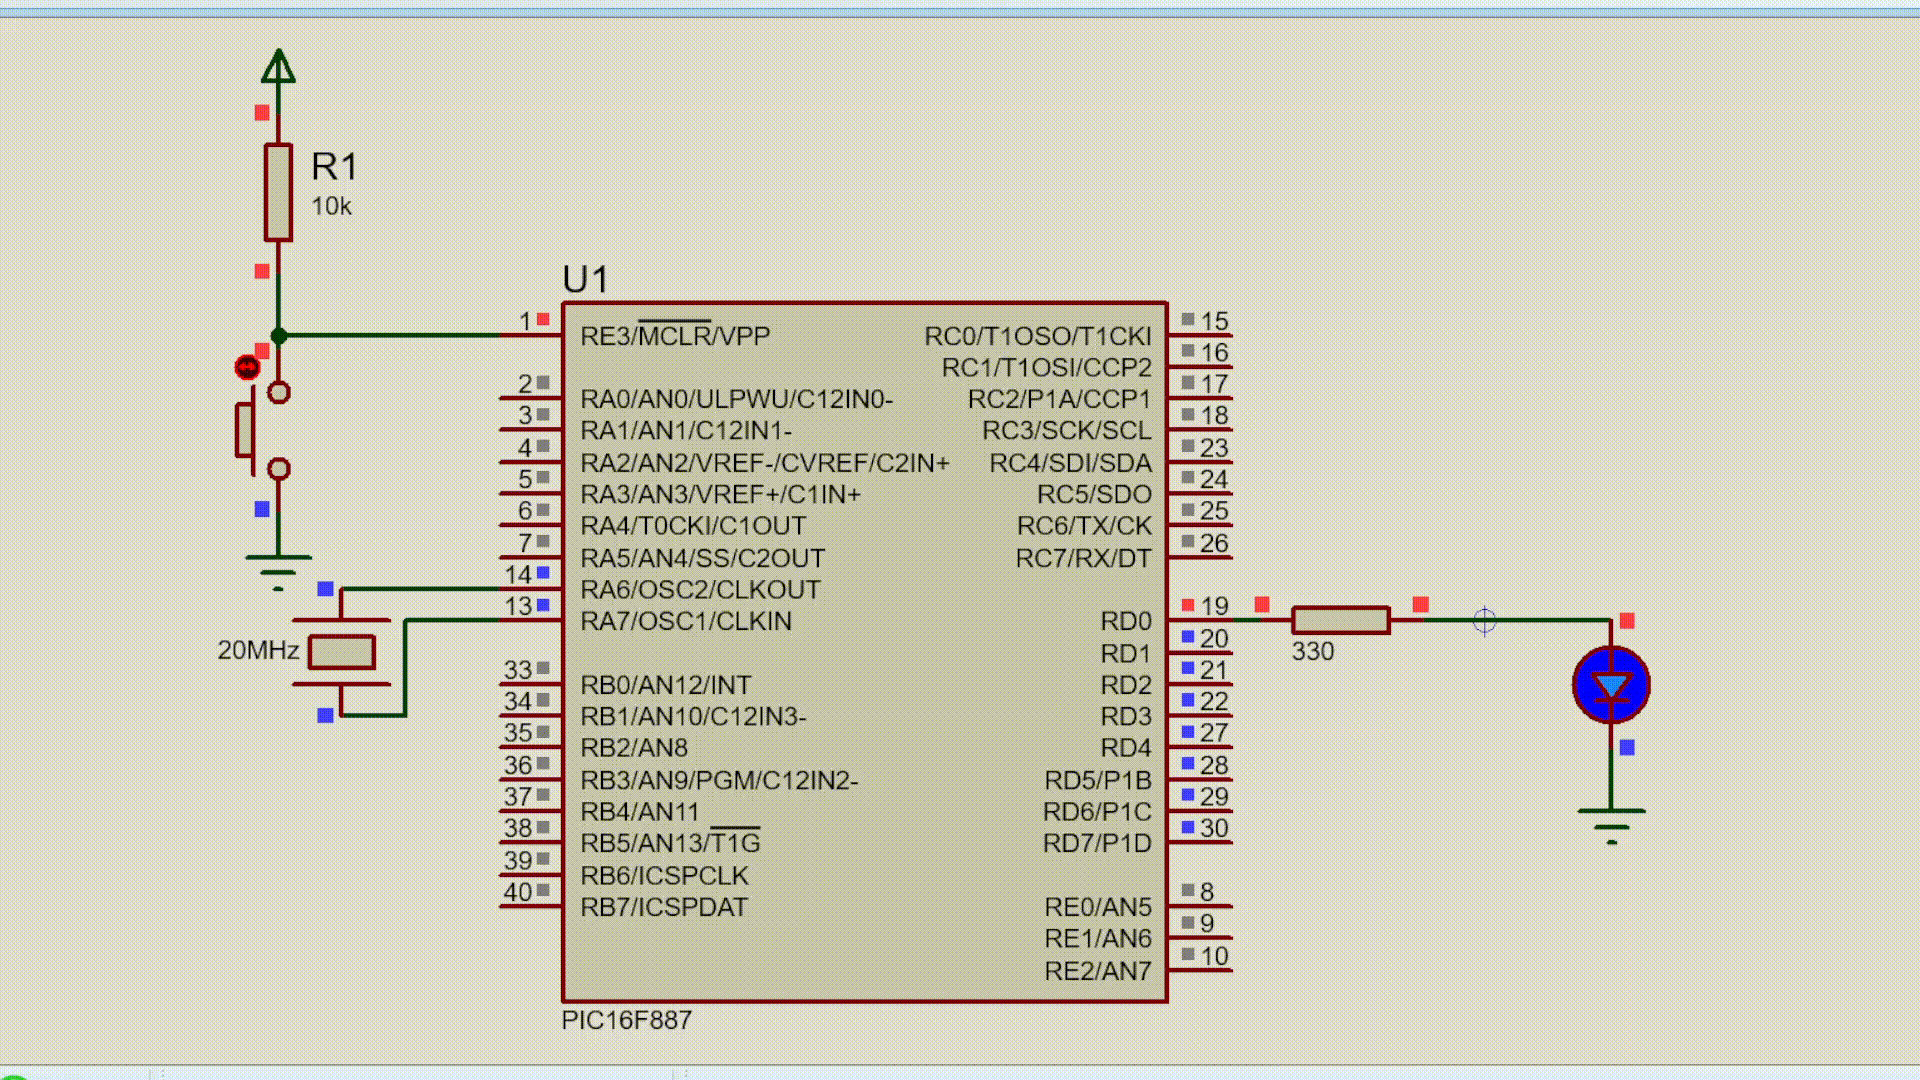 R1
10k
U1
1 RE3/MCLR/VPP
2 RA0/AN0/ULPWU/C12IN0-
3 RA1/AN1/C12IN1-
4 RA2/AN2/VREF-/CVREF/C2IN+
5 RA3/AN3/VREF+/C1IN+
6 RA4/T0CKI/C1OUT
7 RA5/AN4/SS/C2OUT
14 RA6/OSC2/CLKOUT
13 RA7/OSC1/CLKIN
20MHz
33 RB0/AN12/INT
34 RB1/AN10/C12IN3-
35 RB2/AN8
36 RB3/AN9/PGM/C12IN2-
37 RB4/AN11
38 RB5/AN13/T1G
39 RB6/ICSPCLK
40 RB7/ICSPDAT
RC0/T1OSO/T1CKI 15
RC1/T1OSI/CCP2 16
RC2/P1A/CCP1 17
RC3/SCK/SCL 18
RC4/SDI/SDA 23
RC5/SDO 24
RC6/TX/CK 25
RC7/RX/DT 26
RD0 19
RD1 20
RD2 21
RD3 22
RD4 27
RD5/P1B 28
RD6/P1C 29
RD7/P1D 30
RE0/AN5 8
RE1/AN6 9
RE2/AN7 10
330
PIC16F887